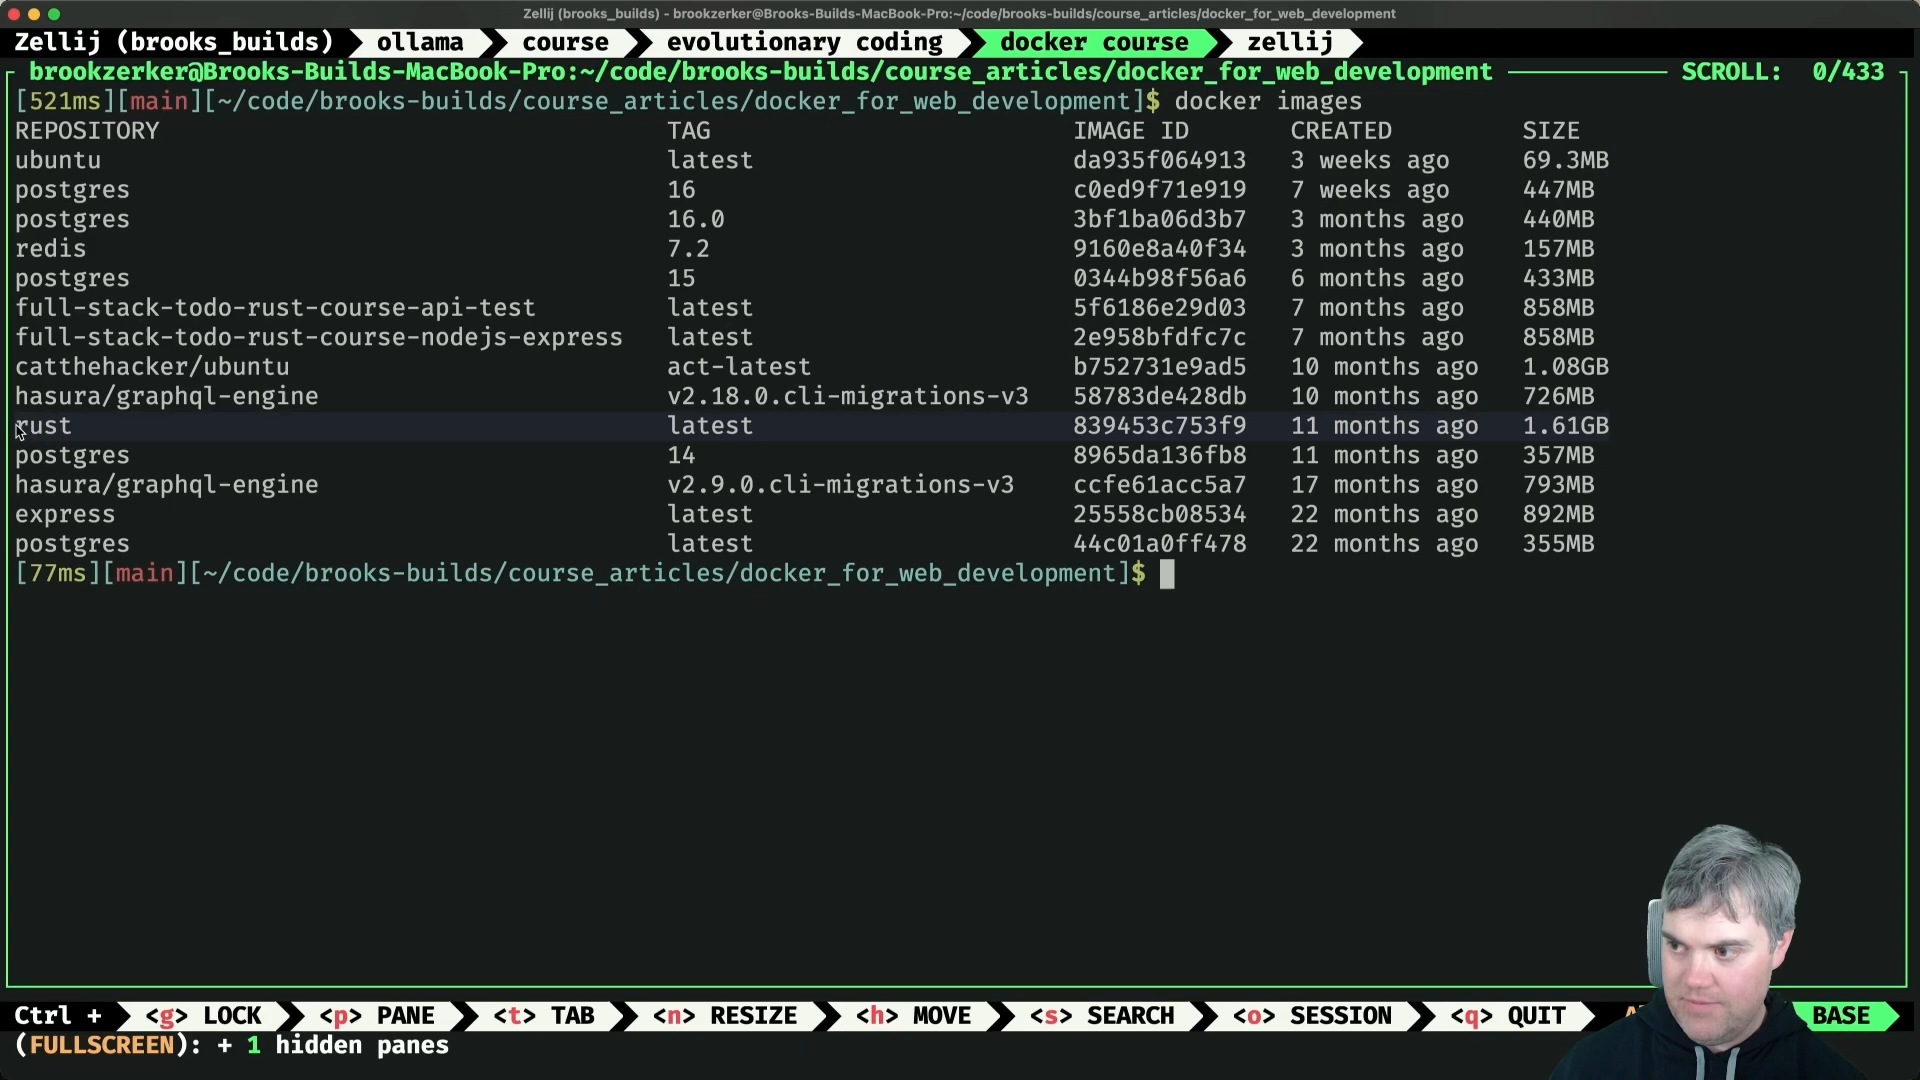 Zellij (brooks_builds) - brookzerker@Brooks-Builds-MacBook-Pro:~/code/brooks-builds/course_articles/docker_for_web_development
Zellij (brooks_builds) ollama course evolutionary coding docker course zellij
brookzerker@Brooks-Builds-MacBook-Pro:~/code/brooks-builds/course_articles/docker_for_web_development SCROLL: 0/433
[521ms][main][~/code/brooks-builds/course_articles/docker_for_web_development]$ docker images
REPOSITORY TAG IMAGE ID CREATED SIZE
ubuntu latest da935f064913 3 weeks ago 69.3MB
postgres 16 c0ed9f71e919 7 weeks ago 447MB
postgres 16.0 3bf1ba06d3b7 3 months ago 440MB
redis 7.2 9160e8a40f34 3 months ago 157MB
postgres 15 0344b98f56a6 6 months ago 433MB
full-stack-todo-rust-course-api-test latest 5f6186e29d03 7 months ago 858MB
full-stack-todo-rust-course-nodejs-express latest 2e958bfdfc7c 7 months ago 858MB
catthehacker/ubuntu act-latest b752731e9ad5 10 months ago 1.08GB
hasura/graphql-engine v2.18.0.cli-migrations-v3 58783de428db 10 months ago 726MB
rust latest 839453c753f9 11 months ago 1.61GB
postgres 14 8965da136fb8 11 months ago 357MB
hasura/graphql-engine v2.9.0.cli-migrations-v3 ccfe61acc5a7 17 months ago 793MB
express latest 25558cb08534 22 months ago 892MB
postgres latest 44c01a0ff478 22 months ago 355MB
[77ms][main][~/code/brooks-builds/course_articles/docker_for_web_development]$
Ctrl + <g> LOCK <p> PANE <t> TAB <n> RESIZE <h> MOVE <s> SEARCH <o> SESSION <q> QUIT BASE
(FULLSCREEN): + 1 hidden panes